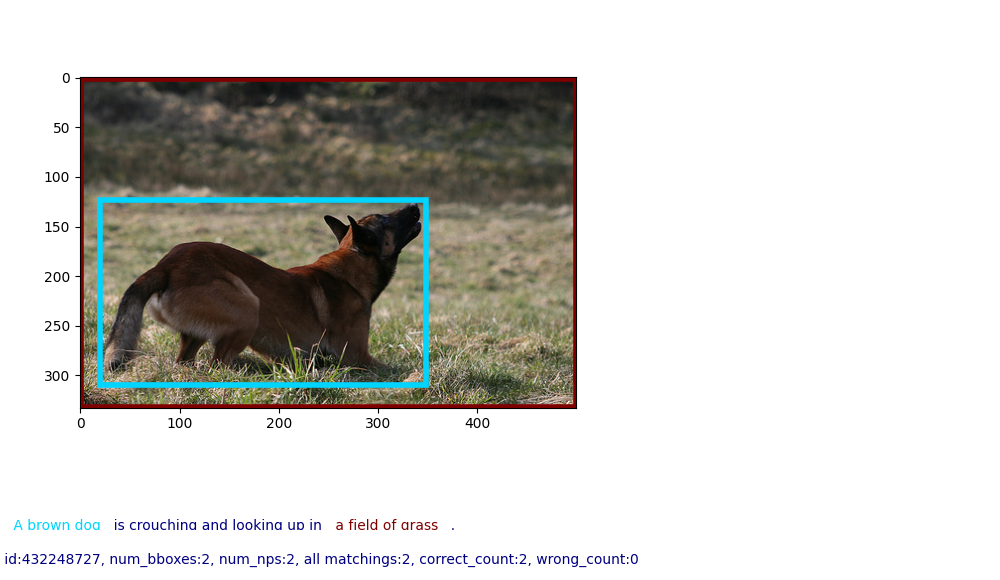 0
50
100
150
200
250
300
0 100 200 300 400
A brown dog is crouching and looking up in a field of grass .
id:432248727, num_bboxes:2, num_nps:2, all matchings:2, correct_count:2, wrong_count:0